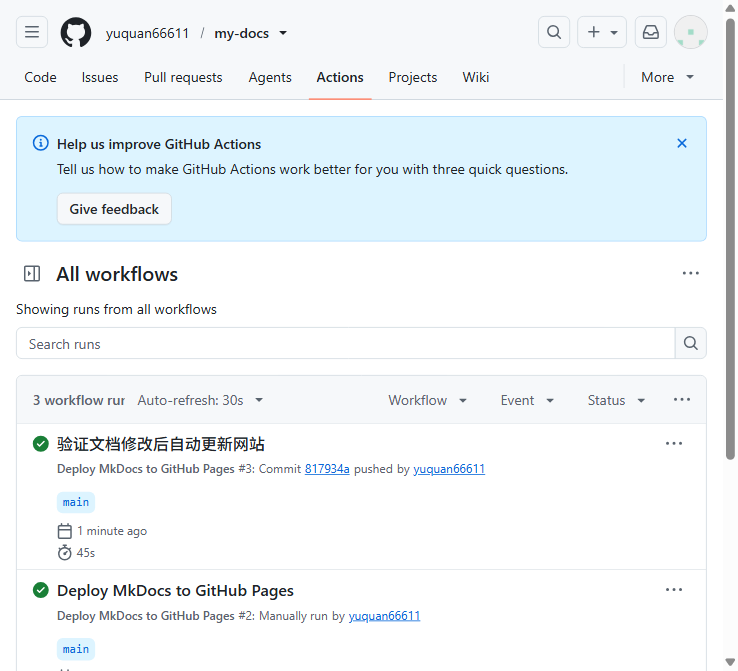 yuquan66611 / my-docs
Code Issues Pull requests Agents Actions Projects Wiki More
Help us improve GitHub Actions
Tell us how to make GitHub Actions work better for you with three quick questions.
Give feedback
All workflows
Showing runs from all workflows
Search runs
3 workflow rur Auto-refresh: 30s Workflow Event Status
验证文档修改后自动更新网站
Deploy MkDocs to GitHub Pages #3: Commit 817934a pushed by yuquan66611
main
1 minute ago
45s
Deploy MkDocs to GitHub Pages
Deploy MkDocs to GitHub Pages #2: Manually run by yuquan66611
main